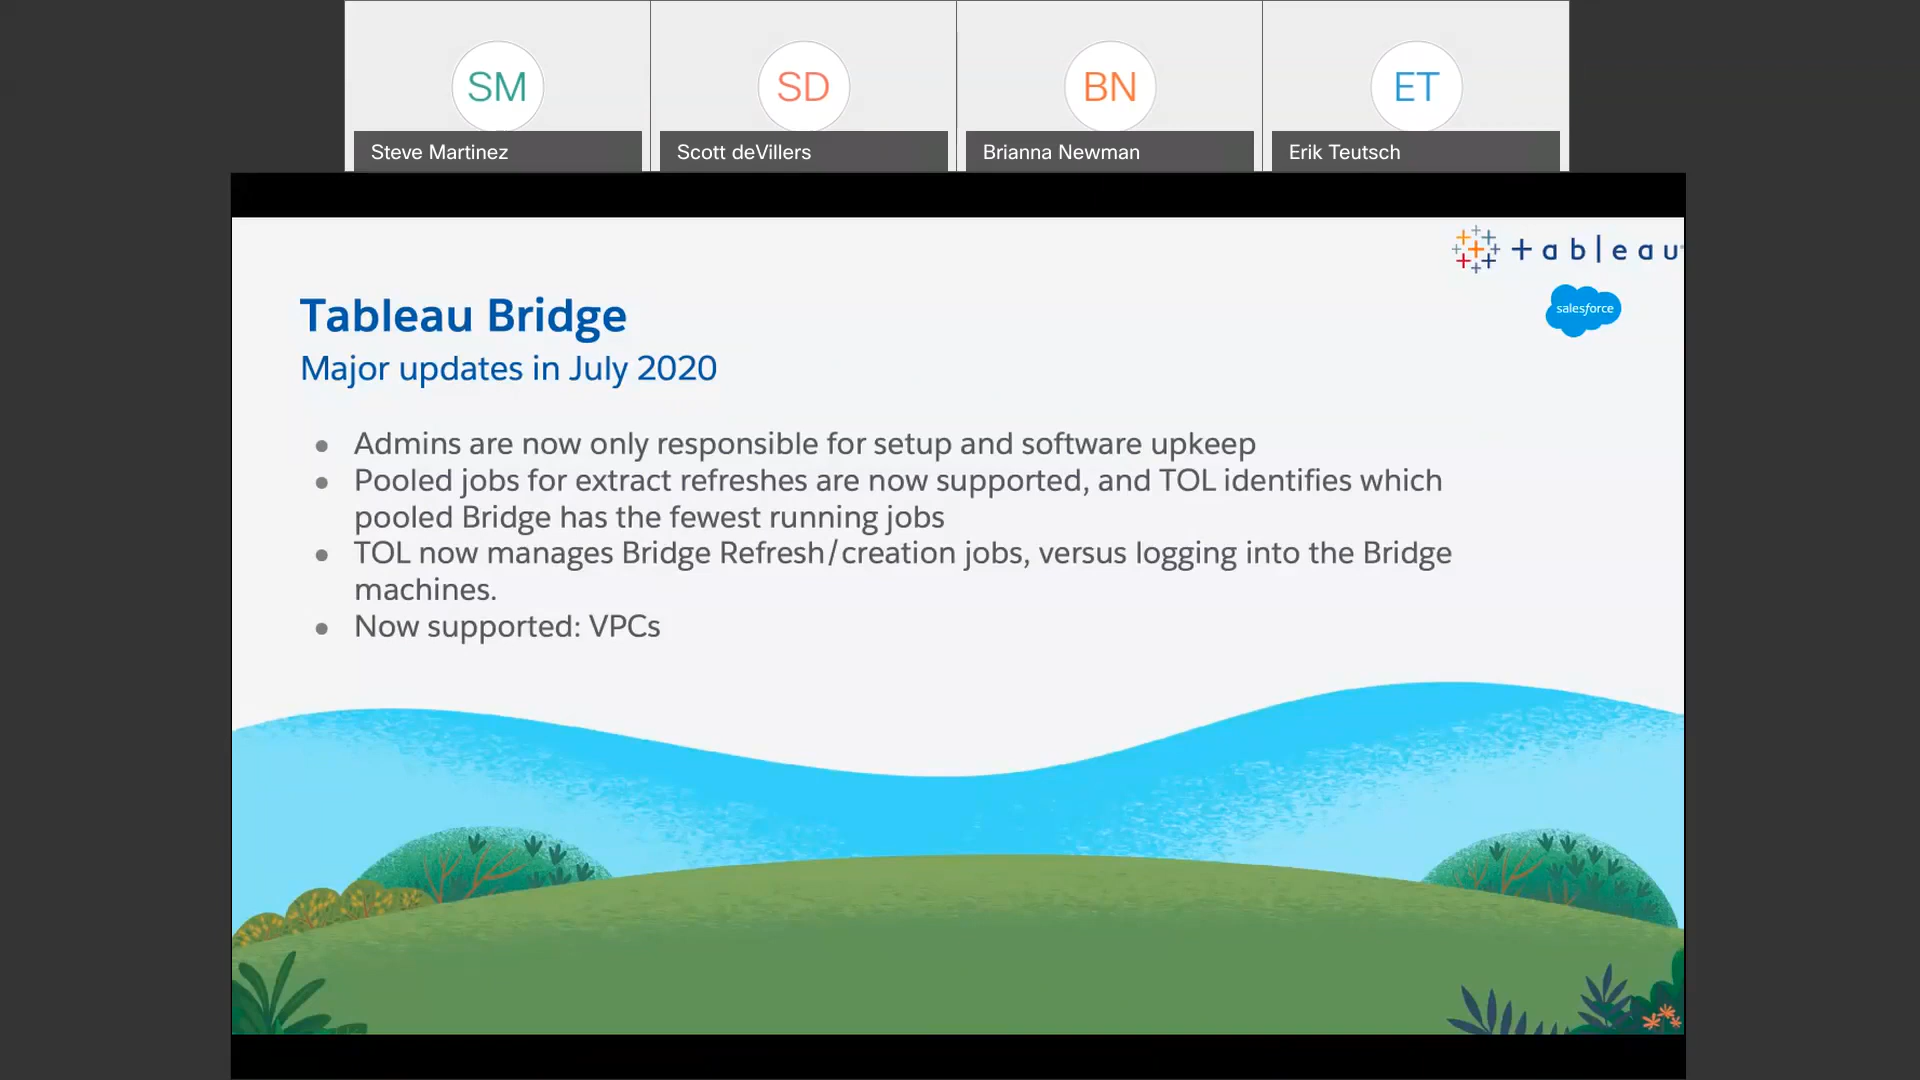 SM
SD
BN
ET
Steve Martinez
Scott deVillers
Brianna Newman
Erik Teutsch
+ a b | e a u
salesforce
Tableau Bridge
Major updates in July 2020
● Admins are now only responsible for setup and software upkeep
● Pooled jobs for extract refreshes are now supported, and TOL identifies which
pooled Bridge has the fewest running jobs
● TOL now manages Bridge Refresh/creation jobs, versus logging into the Bridge
machines.
● Now supported: VPCs